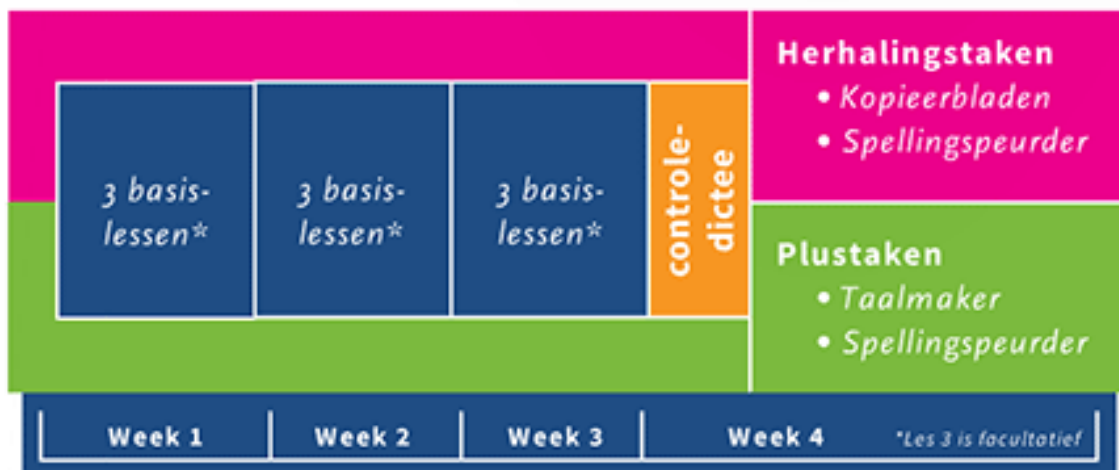 Herhalingstaken
• Kopieerbladen
• Spellingspeurder
3 basis-
lessen*
3 basis-
lessen*
3 basis-
lessen*
controle-
dictee
Plustaken
• Taalmaker
• Spellingspeurder
Week 1
Week 2
Week 3
Week 4
*Les 3 is facultatief